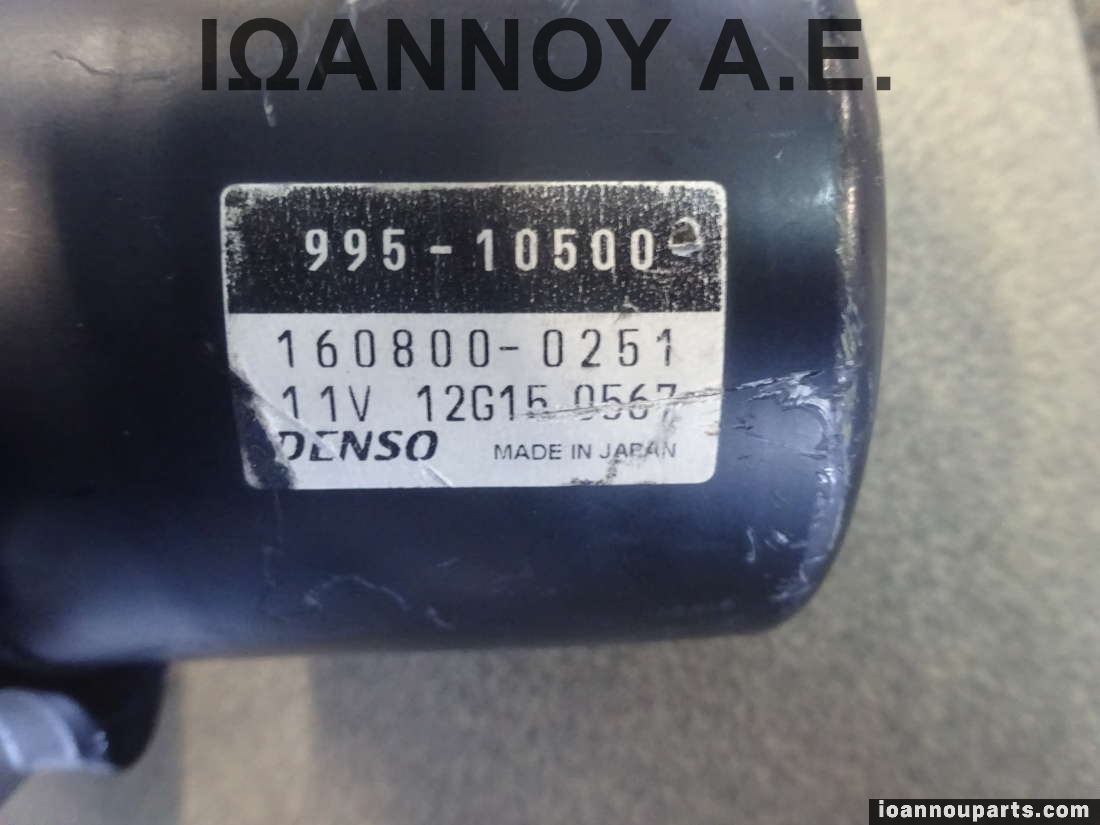 ΙΩΑΝΝΟΥ Α.Ε.
995-10500
160800-0251
11V 12G15 0567
DENSO MADE IN JAPAN
ioannouparts.com